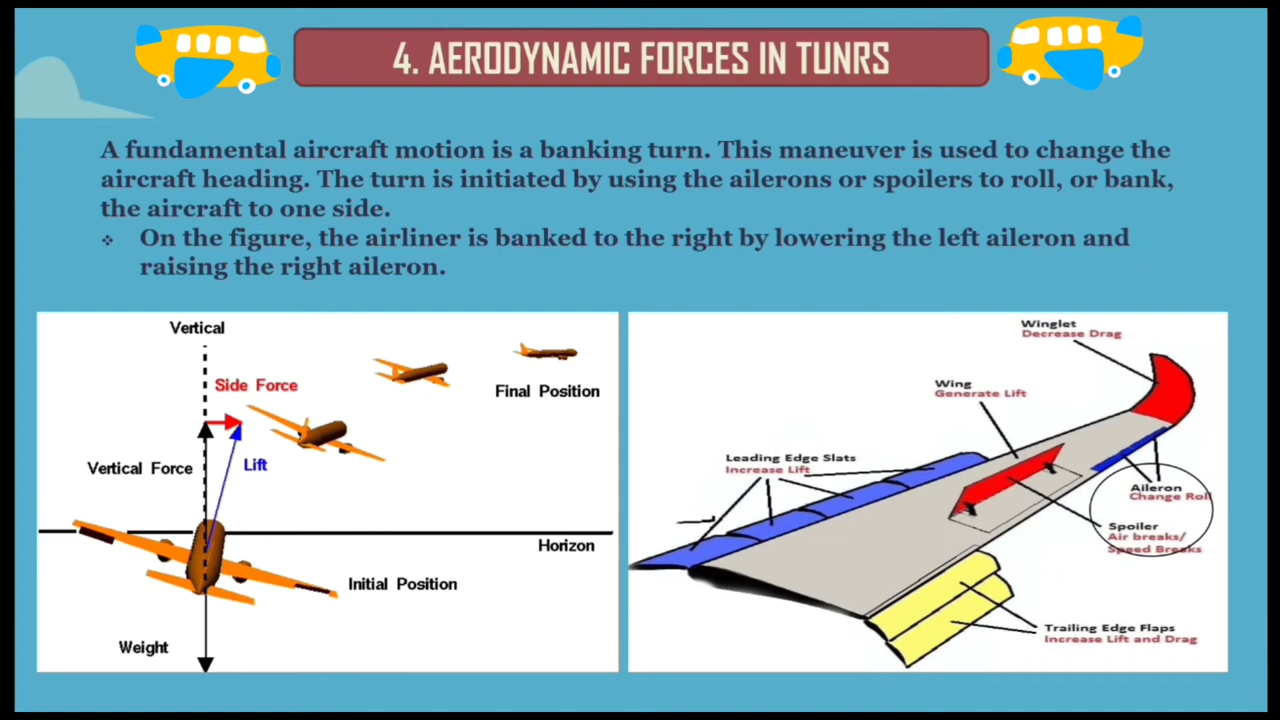 4. AERODYNAMIC FORCES IN TUNRS
A fundamental aircraft motion is a banking turn. This maneuver is used to change the
aircraft heading. The turn is initiated by using the ailerons or spoilers to roll, or bank,
the aircraft to one side.
❖ On the figure, the airliner is banked to the right by lowering the left aileron and
raising the right aileron.
Vertical
Side Force
Final Position
Vertical Force
Lift
Horizon
Initial Position
Weight
Winglet
Decrease Drag
Wing
Generate Lift
Leading Edge Slats
Increase Lift
Aileron
Change Roll
Spoiler
Air breaks/
Speed Breaks
Trailing Edge Flaps
Increase Lift and Drag